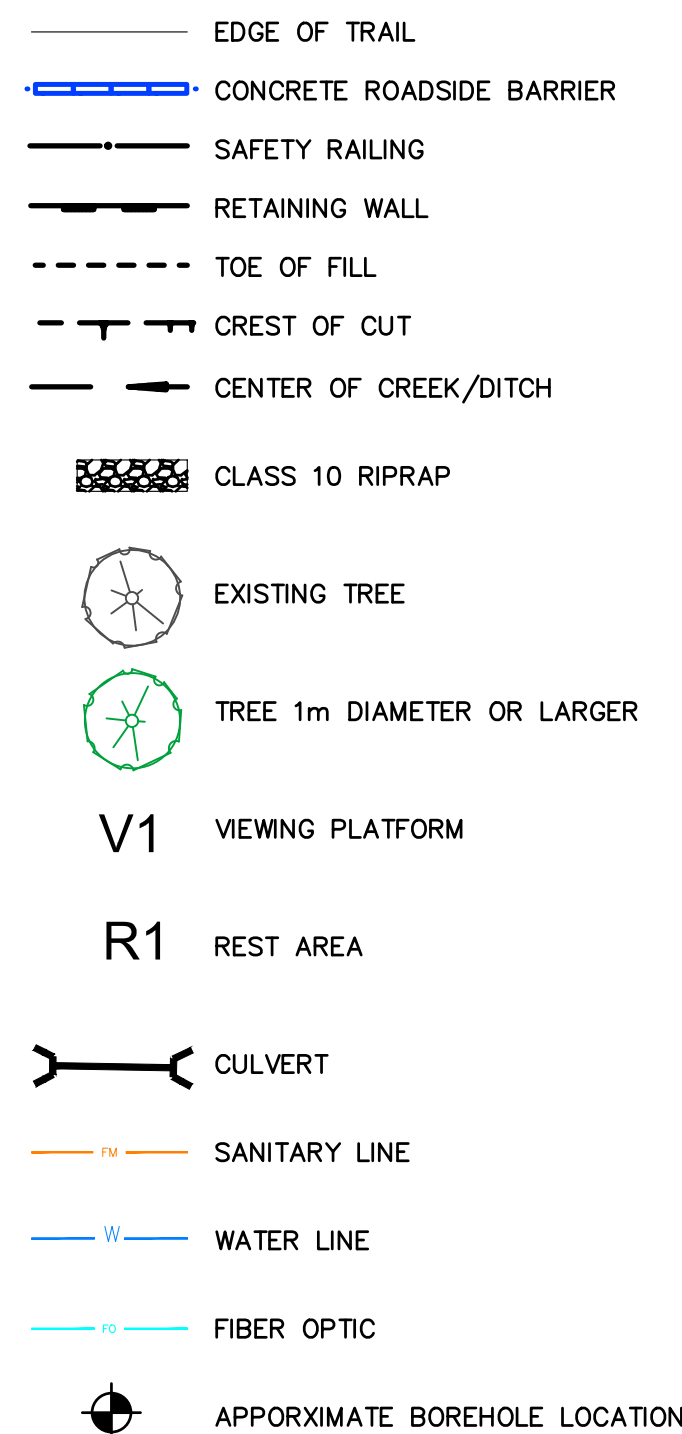 EDGE OF TRAIL
CONCRETE ROADSIDE BARRIER
SAFETY RAILING
RETAINING WALL
TOE OF FILL
CREST OF CUT
CENTER OF CREEK/DITCH
CLASS 10 RIPRAP
EXISTING TREE
TREE 1m DIAMETER OR LARGER
V1 VIEWING PLATFORM
R1 REST AREA
CULVERT
FM SANITARY LINE
W WATER LINE
FO FIBER OPTIC
APPORXIMATE BOREHOLE LOCATION